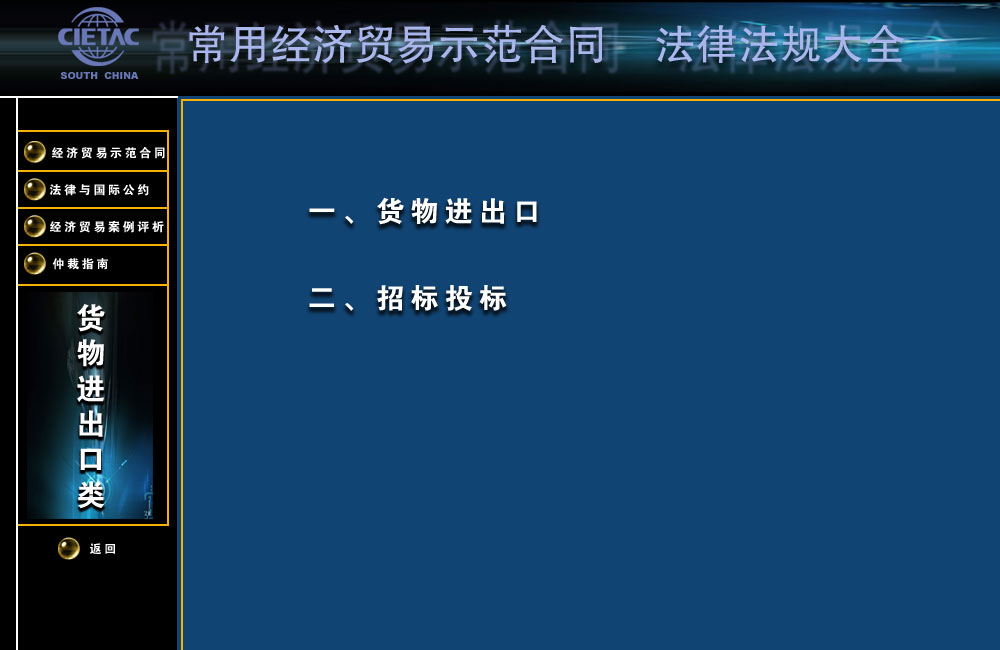 CIETAC
SOUTH CHINA
常用经济贸易示范合同 法律法规大全
经济贸易示范合同
法律与国际公约
经济贸易案例评析
仲裁指南
货物进出口类
返回
一、货物进出口
二、招标投标